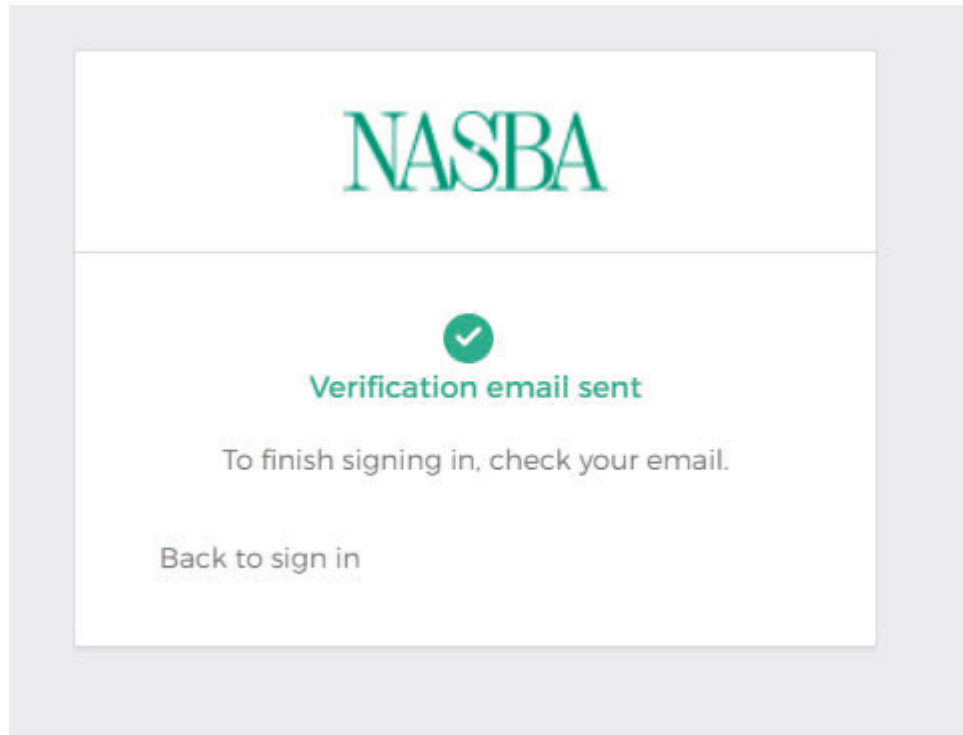 NASBA
Verification email sent
To finish signing in, check your email.
Back to sign in